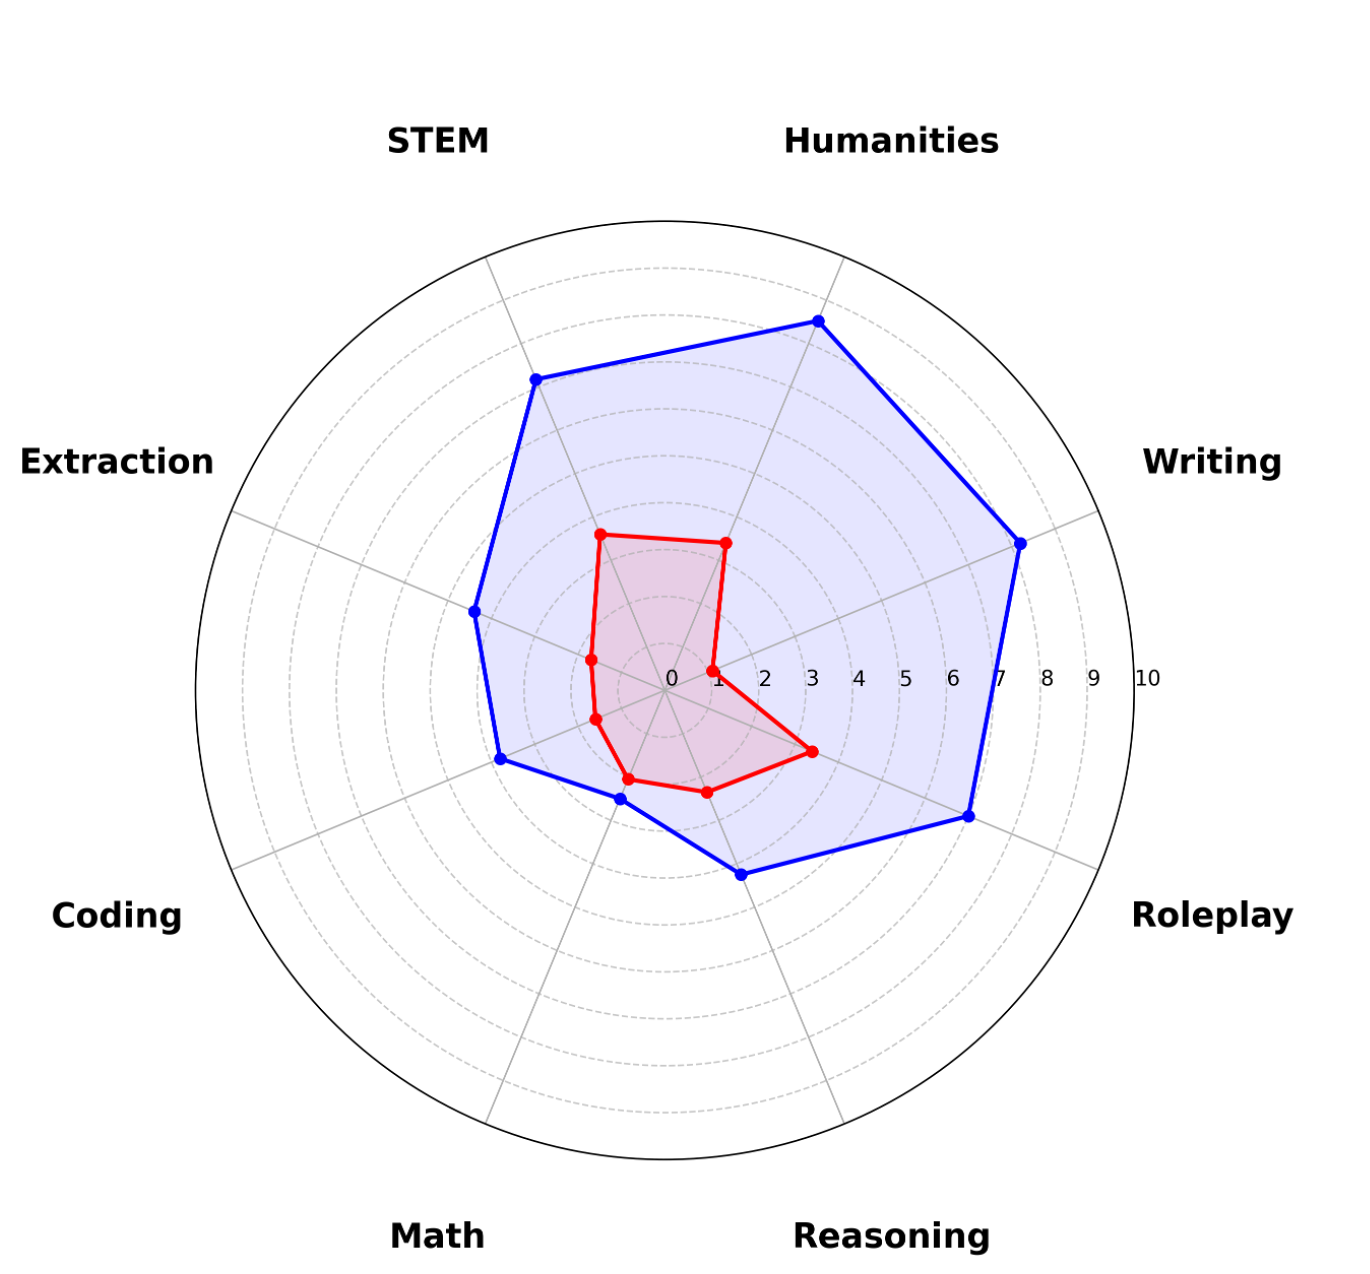 STEM
Humanities
Extraction
Writing
0 1 2 3 4 5 6 7 8 9 10
Coding
Roleplay
Math
Reasoning